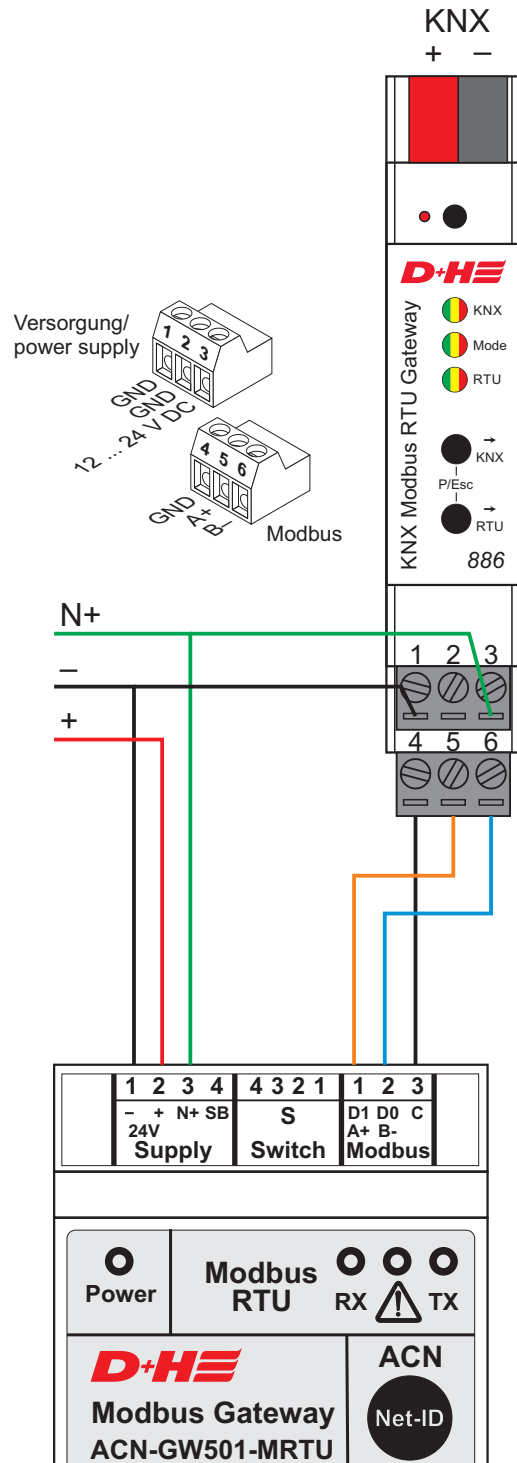 KNX
+ –
D+H
KNX Modbus RTU Gateway
KNX
Mode
RTU
→
KNX
P/Esc
→
RTU
886
Versorgung/
power supply
1 2 3
GND
GND
12 ... 24 V DC
4 5 6
GND
A +
B –
Modbus
N+
–
+
1 2 3
4 5 6
1 2 3 4 4 3 2 1 1 2 3
– + N+ SB S D1 D0 C
24V A+ B-
Supply Switch Modbus
Power
Modbus
RTU
RX TX
D+H
Modbus Gateway
ACN-GW501-MRTU
ACN
Net-ID